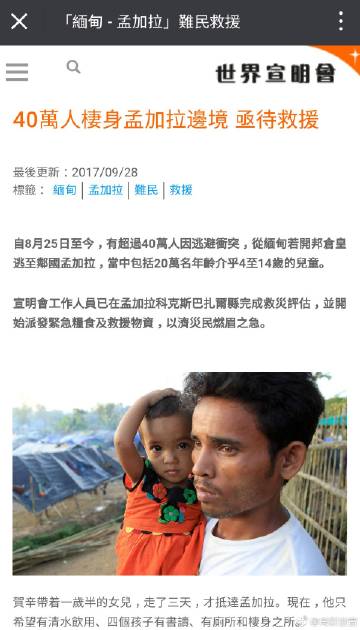 「緬甸 - 孟加拉」難民救援
世界宣明會
40萬人棲身孟加拉邊境 亟待救援
最後更新：2017/09/28
標籤： 緬甸 | 孟加拉 | 難民 | 救援
自8月25日至今，有超過40萬人因逃避衝突，從緬甸若開邦倉皇
逃至鄰國孟加拉，當中包括20萬名年齡介乎4至14歲的兒童。
宣明會工作人員已在孟加拉科克斯巴扎爾縣完成救災評估，並開
始派發緊急糧食及救援物資，以濟災民燃眉之急。
賀辛帶着一歲半的女兒，走了三天，才抵達孟加拉。現在，他只
希望有清水飲用、四個孩子有書讀、有廁所和棲身之所。